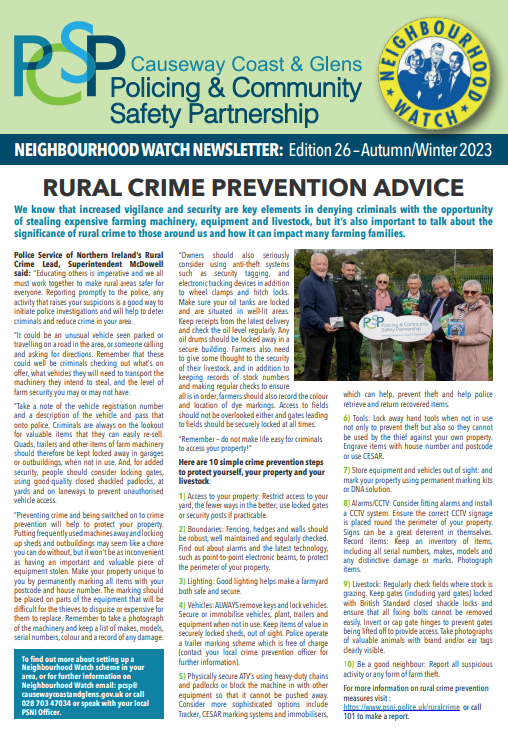 PCSP
Causeway Coast & Glens
Policing & Community
Safety Partnership
NEIGHBOURHOOD
WATCH
NEIGHBOURHOOD WATCH NEWSLETTER: Edition 26 – Autumn/Winter 2023
RURAL CRIME PREVENTION ADVICE
We know that increased vigilance and security are key elements in denying criminals with the opportunity
of stealing expensive farming machinery, equipment and livestock, but it's also important to talk about the
significance of rural crime to those around us and how it can impact many farming families.
Police Service of Northern Ireland's Rural
Crime Lead, Superintendent McDowell
said: "Educating others is imperative and we all
must work together to make rural areas safer for
everyone. Reporting promptly to the police, any
activity that raises your suspicions is a good way to
initiate police investigations and will help to deter
criminals and reduce crime in your area.
"It could be an unusual vehicle seen parked or
travelling on a road in the area, or someone calling
and asking for directions. Remember that these
could well be criminals checking out what's on
offer, what vehicles they will need to transport the
machinery they intend to steal, and the level of
farm security you may or may not have.
"Take a note of the vehicle registration number
and a description of the vehicle and pass that
onto police. Criminals are always on the lookout
for valuable items that they can easily re-sell.
Quads, trailers and other items of farm machinery
should therefore be kept locked away in garages
or outbuildings, when not in use. And, for added
security, people should consider locking gates,
using good-quality closed shackled padlocks, at
yards and on laneways to prevent unauthorised
vehicle access.
"Preventing crime and being switched on to crime
prevention will help to protect your property.
Putting frequently used machines away and locking
up sheds and outbuildings may seem like a chore
you can do without, but it won't be as inconvenient
as having an important and valuable piece of
equipment stolen. Make your property unique to
you by permanently marking all items with your
postcode and house number. The marking should
be placed on parts of the equipment that will be
difficult for the thieves to disguise or expensive for
them to replace. Remember to take a photograph
of the machinery and keep a list of makes, models,
serial numbers, colour and a record of any damage.
To find out more about setting up a
Neighbourhood Watch scheme in your
area, or for further information on
Neighbourhood Watch email: pcsp@
causewaycoastandglens.gov.uk or call
028 703 47034 or speak with your local
PSNI Officer.
"Owners should also seriously
consider using anti-theft systems
such as security tagging, and
electronic tracking devices in addition
to wheel clamps and hitch locks.
Make sure your oil tanks are locked
and are situated in well-lit areas.
Keep receipts from the latest delivery
and check the oil level regularly. Any
oil drums should be locked away in a
secure building. Farmers also need
to give some thought to the security
of their livestock, and in addition to
keeping records of stock numbers
and making regular checks to ensure
all is in order, farmers should also record the colour
and location of dye markings. Access to fields
should not be overlooked either and gates leading
to fields should be securely locked at all times.
"Remember – do not make life easy for criminals
to access your property!"
Here are 10 simple crime prevention steps
to protect yourself, your property and your
livestock:
1) Access to your property: Restrict access to your
yard, the fewer ways in the better; use locked gates
or security posts if practicable.
2) Boundaries: Fencing, hedges and walls should
be robust, well maintained and regularly checked.
Find out about alarms and the latest technology,
such as point-to-point electronic beams, to protect
the perimeter of your property.
3) Lighting: Good lighting helps make a farmyard
both safe and secure.
4) Vehicles: ALWAYS remove keys and lock vehicles.
Secure or immobilise vehicles, plant, trailers and
equipment when not in use. Keep items of value in
securely locked sheds, out of sight. Police operate
a trailer marking scheme which is free of charge
(contact your local crime prevention officer for
further information).
5) Physically secure ATV's using heavy-duty chains
and padlocks or block the machine in with other
equipment so that it cannot be pushed away.
Consider more sophisticated options include
Tracker, CESAR marking systems and immobilisers,
PCSP Policing & Community
Safety Partnership
which can help, prevent theft and help police
retrieve and return recovered items.
6) Tools: Lock away hand tools when not in use
not only to prevent theft but also so they cannot
be used by the thief against your own property.
Engrave items with house number and postcode
or use CESAR.
7) Store equipment and vehicles out of sight: and
mark your property using permanent marking kits
or DNA solution.
8) Alarms/CCTV: Consider fitting alarms and install
a CCTV system. Ensure the correct CCTV signage
is placed round the perimeter of your property.
Signs can be a great deterrent in themselves.
Record items: Keep an inventory of items,
including all serial numbers, makes, models and
any distinctive damage or marks. Photograph
items.
9) Livestock: Regularly check fields where stock is
grazing. Keep gates (including yard gates) locked
with British Standard closed shackle locks and
ensure that all fixing bolts cannot be removed
easily. Invert or cap gate hinges to prevent gates
being lifted off to provide access. Take photographs
of valuable animals with brand and/or ear tags
clearly visible.
10) Be a good neighbour: Report all suspicious
activity or any form of farm theft.
For more information on rural crime prevention
measures visit :
https://www.psni.police.uk/ruralcrime or call
101 to make a report.